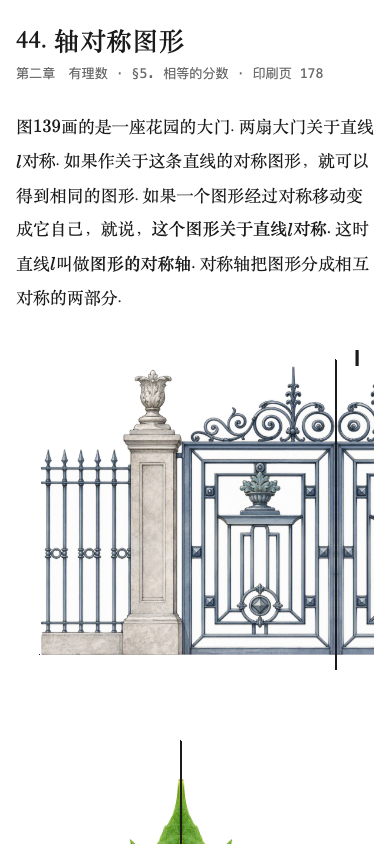 44. 轴对称图形
第二章 有理数 · §5. 相等的分数 · 印刷页 178
图139画的是一座花园的大门. 两扇大门关于直线
l对称. 如果作关于这条直线的对称图形，就可以
得到相同的图形. 如果一个图形经过对称移动变
成它自己，就说，这个图形关于直线l对称. 这时
直线l叫做图形的对称轴. 对称轴把图形分成相互
对称的两部分.
l